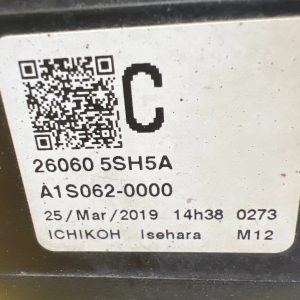 C
26060 5SH5A
A1S062-0000
25/Mar/2019 14h38 0273
ICHIKOH Isehara M12